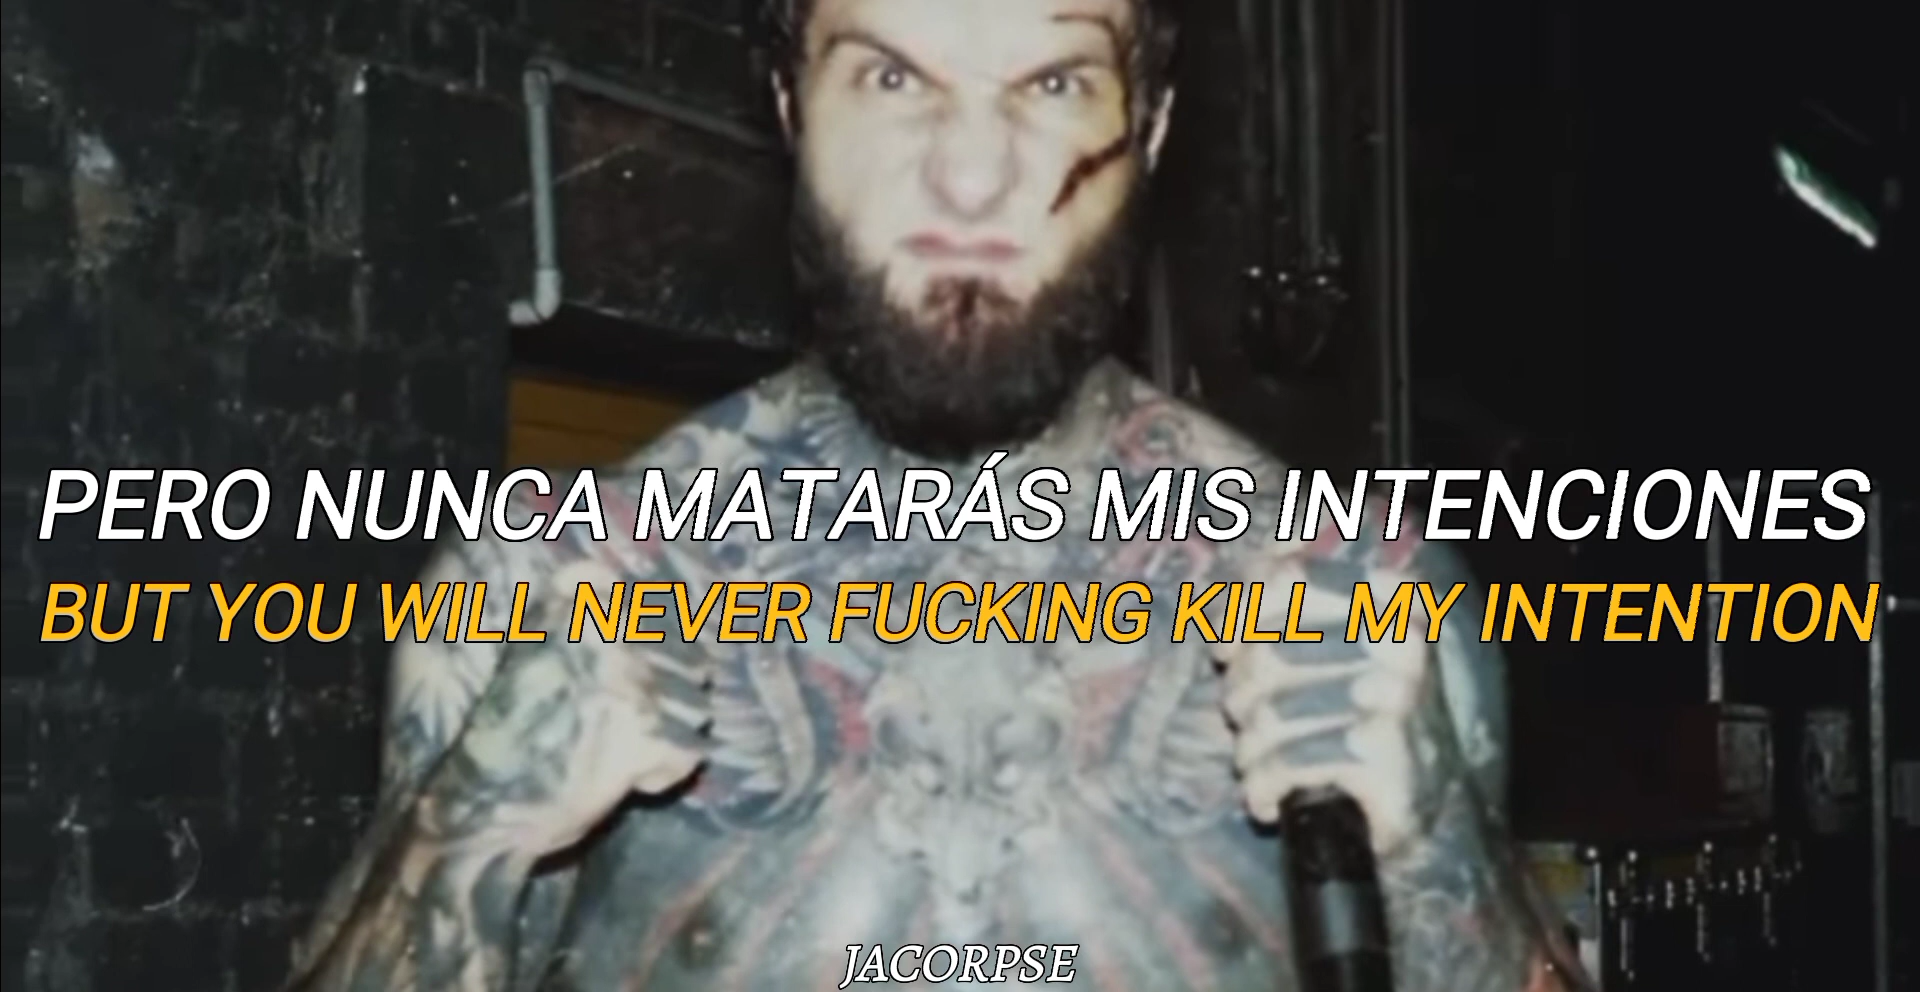 PERO NUNCA MATARÁS MIS INTENCIONES
BUT YOU WILL NEVER FUCKING KILL MY INTENTION
JACORPSE